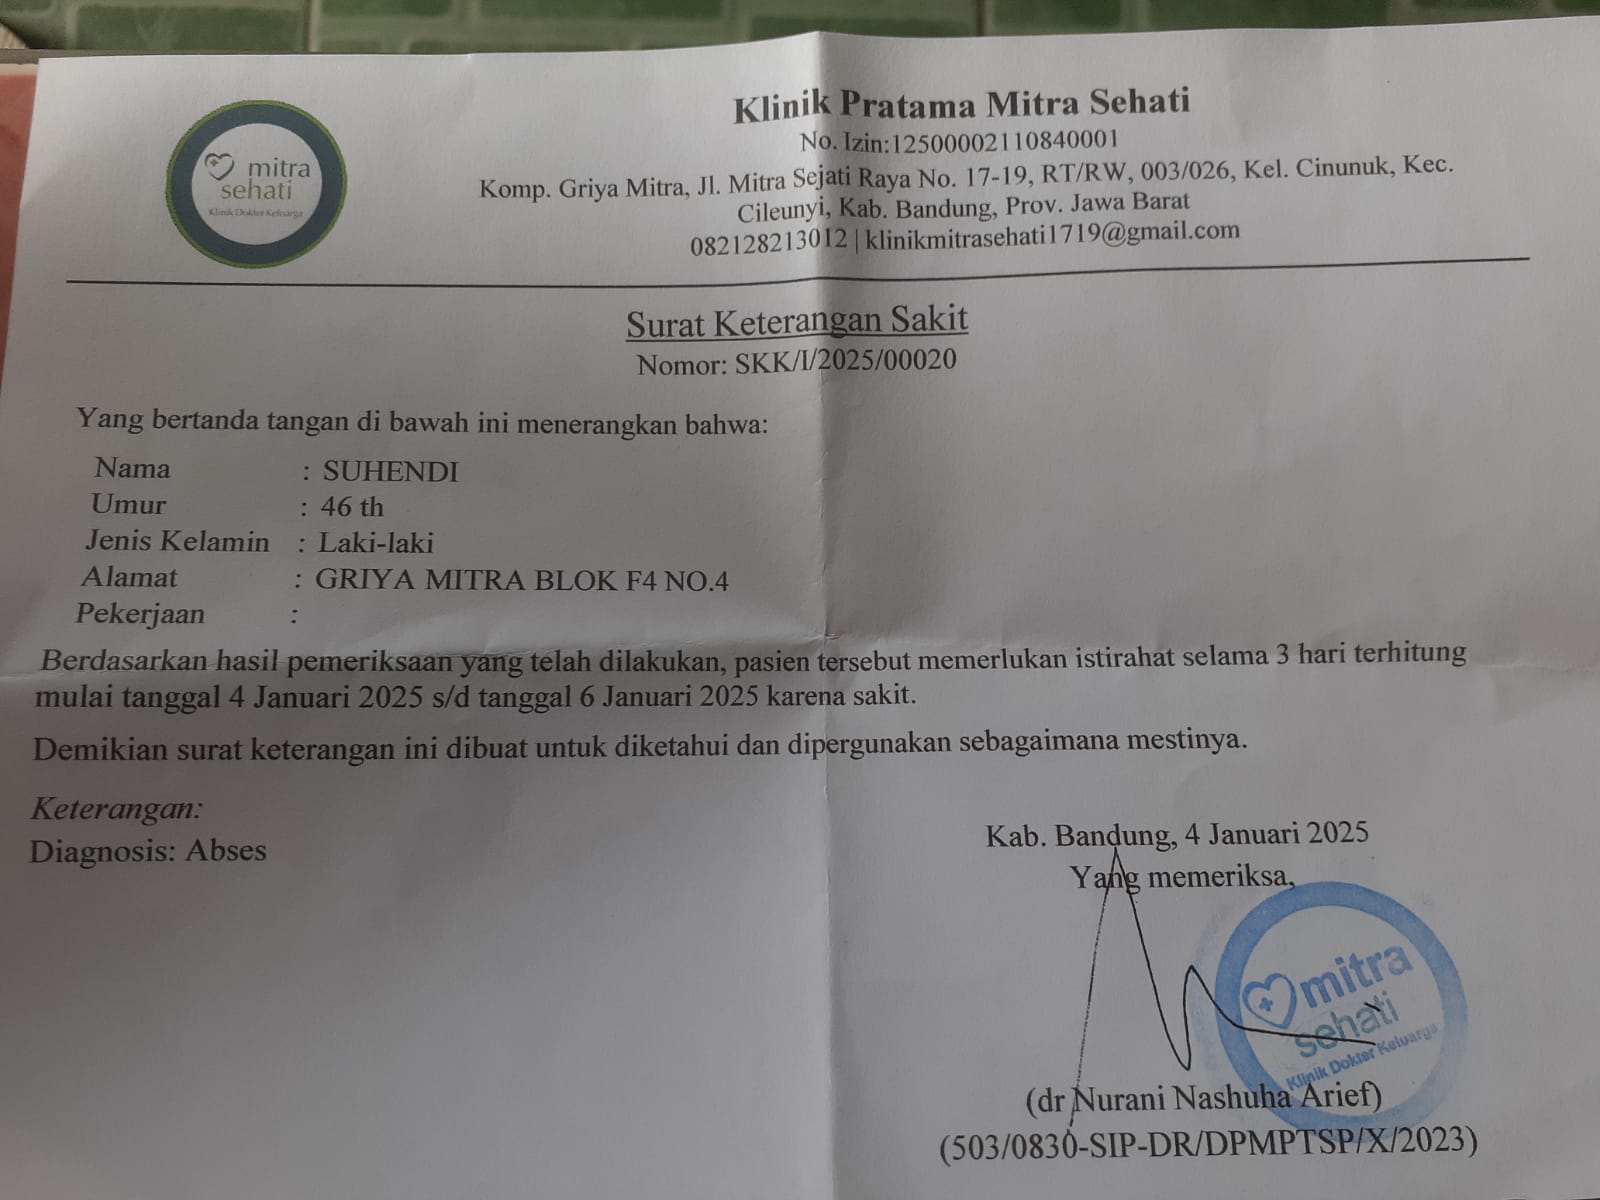 mitra
sehati
Klinik Dokter Keluarga
Klinik Pratama Mitra Sehati
No. Izin:12500002110840001
Komp. Griya Mitra, Jl. Mitra Sejati Raya No. 17-19, RT/RW, 003/026, Kel. Cinunuk, Kec.
Cileunyi, Kab. Bandung, Prov. Jawa Barat
082128213012 | klinikmitrasehati1719@gmail.com
Surat Keterangan Sakit
Nomor: SKK/I/2025/00020
Yang bertanda tangan di bawah ini menerangkan bahwa:
Nama : SUHENDI
Umur : 46 th
Jenis Kelamin : Laki-laki
Alamat : GRIYA MITRA BLOK F4 NO.4
Pekerjaan :
Berdasarkan hasil pemeriksaan yang telah dilakukan, pasien tersebut memerlukan istirahat selama 3 hari terhitung
mulai tanggal 4 Januari 2025 s/d tanggal 6 Januari 2025 karena sakit.
Demikian surat keterangan ini dibuat untuk diketahui dan dipergunakan sebagaimana mestinya.
Keterangan:
Diagnosis: Abses
Kab. Bandung, 4 Januari 2025
Yang memeriksa,
mitra
sehati
Klinik Dokter Keluarga
(dr Nurani Nashuha Arief)
(503/0830-SIP-DR/DPMPTSP/X/2023)